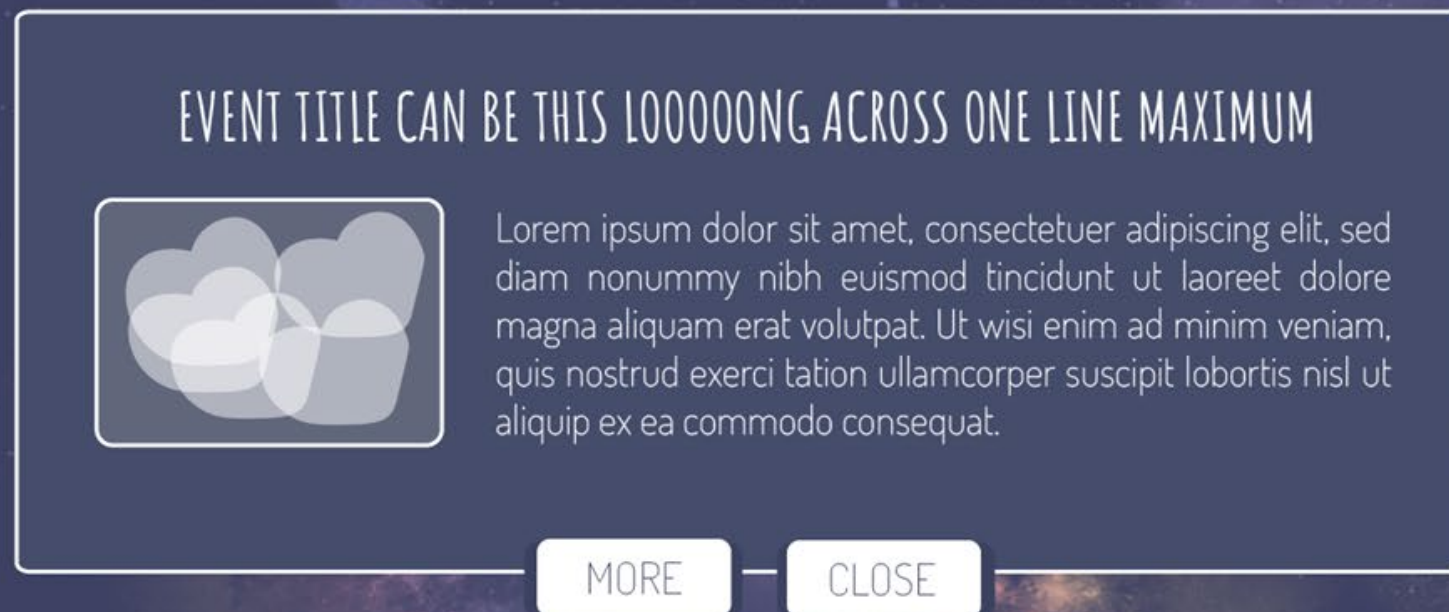 EVENT TITLE CAN BE THIS LOOOOONG ACROSS ONE LINE MAXIMUM
Lorem ipsum dolor sit amet, consectetuer adipiscing elit, sed
diam nonummy nibh euismod tincidunt ut laoreet dolore
magna aliquam erat volutpat. Ut wisi enim ad minim veniam,
quis nostrud exerci tation ullamcorper suscipit lobortis nisl ut
aliquip ex ea commodo consequat.
MORE
CLOSE